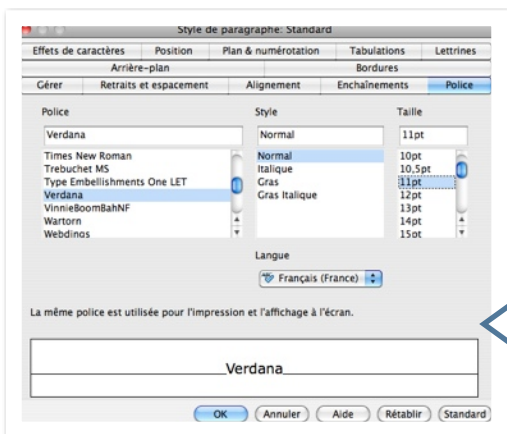 Style de paragraphe: Standard
Effets de caractères Position Plan & numérotation Tabulations Lettrines
Arrière-plan Bordures
Gérer Retraits et espacement Alignement Enchaînements Police
Police Style Taille
Verdana Normal 11pt
Times New Roman Normal 10pt
Trebuchet MS Italique 10,5pt
Type Embellishments One LET Gras 11pt
Verdana Gras Italique 12pt
VinnieBoomBahNF 13pt
Wartorn 14pt
Webdings 15pt
Langue
Français (France)
La même police est utilisée pour l'impression et l'affichage à l'écran.
Verdana
OK Annuler Aide Rétablir Standard